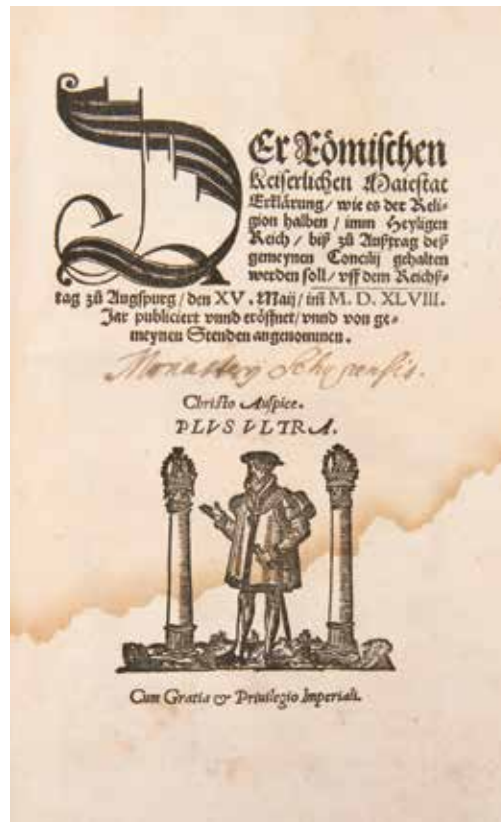 DEr Römischen
Keiserlichen Maiestat
Erklärung / wie es der Reli-
gion halben / imm Heyligen
Reich / biß zů Außtrag deß
gemeynen Concilij gehalten
werden soll / vff dem Reichß-
tag zů Augspurg / den XV. Maij / im M. D. XLVIII.
Jar publiciert vnnd eröffnet / vnnd von ge-
meynen Stenden angenommen.
Monasterij Schyrensis.
Christo Auspice.
PLVS VLTRA.
Cum Gratia & Priuilegio Imperiali.